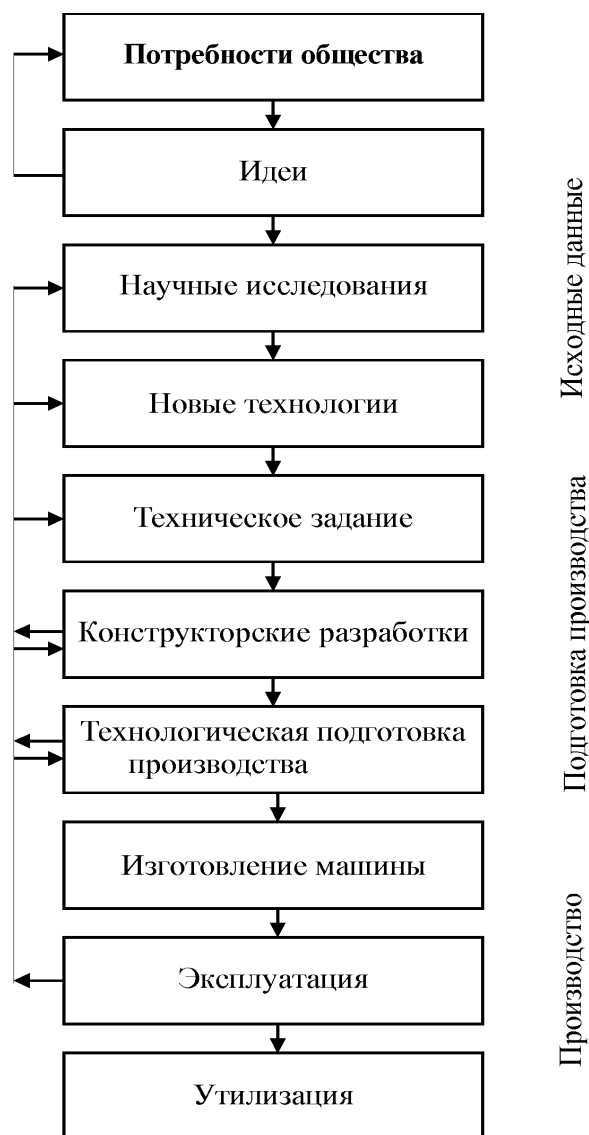 Потребности общества
Идеи
Научные исследования
Новые технологии
Техническое задание
Конструкторские разработки
Технологическая подготовка
производства
Изготовление машины
Эксплуатация
Утилизация
Исходные данные
Подготовка производства
Производство